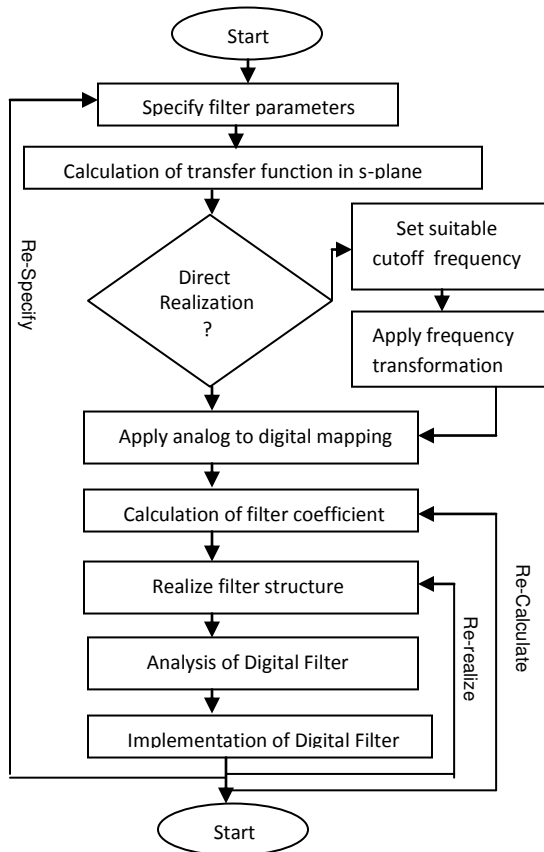 Start
Specify filter parameters
Calculation of transfer function in s-plane
Direct
Realization
?
Set suitable
cutoff frequency
Apply frequency
transformation
Apply analog to digital mapping
Calculation of filter coefficient
Realize filter structure
Analysis of Digital Filter
Implementation of Digital Filter
Start
Re-Specify
Re-realize
Re-Calculate